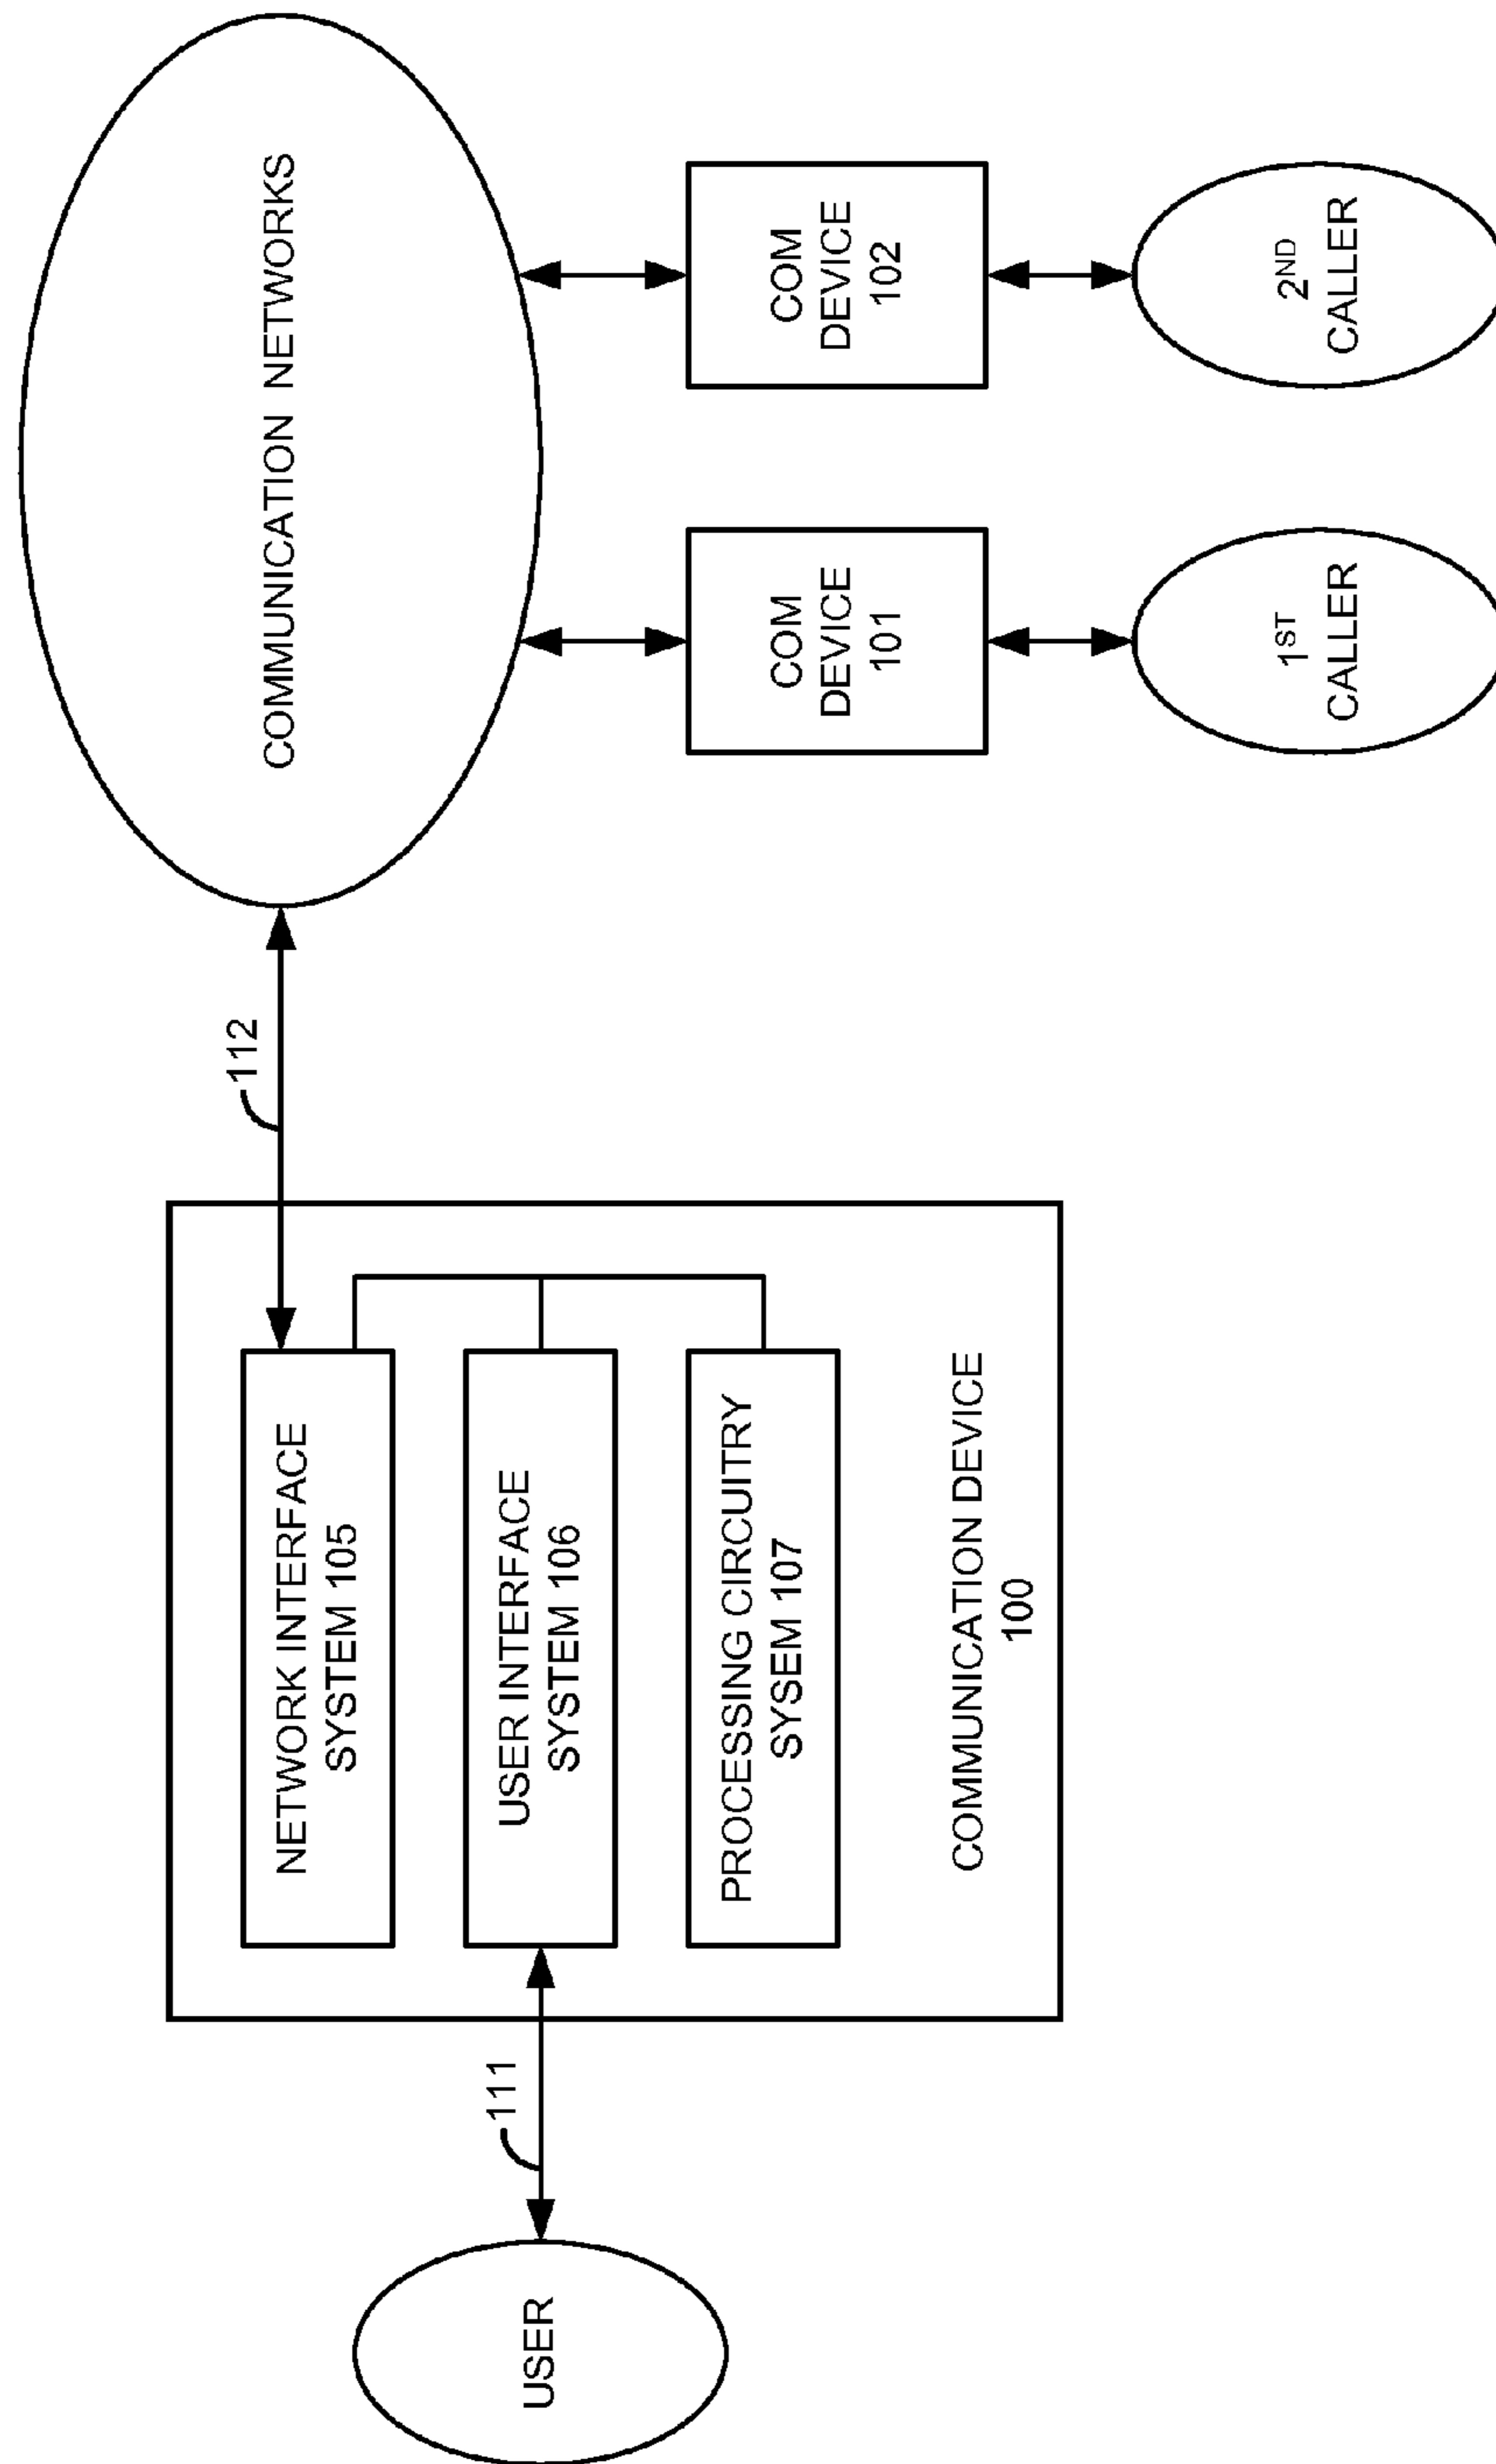 USER
111
NETWORK INTERFACE
SYSTEM 105
USER INTERFACE
SYSTEM 106
PROCESSING CIRCUITRY
SYSEM 107
COMMUNICATION DEVICE
100
112
COMMUNICATION NETWORKS
COM
DEVICE
101
COM
DEVICE
102
1ST
CALLER
2ND
CALLER